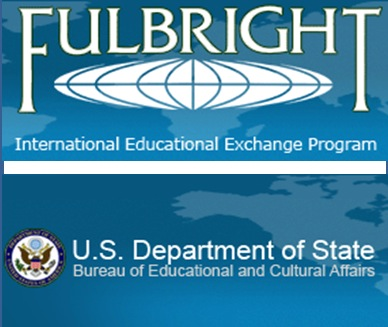 FULBRIGHT
International Educational Exchange Program
U.S. Department of State
Bureau of Educational and Cultural Affairs